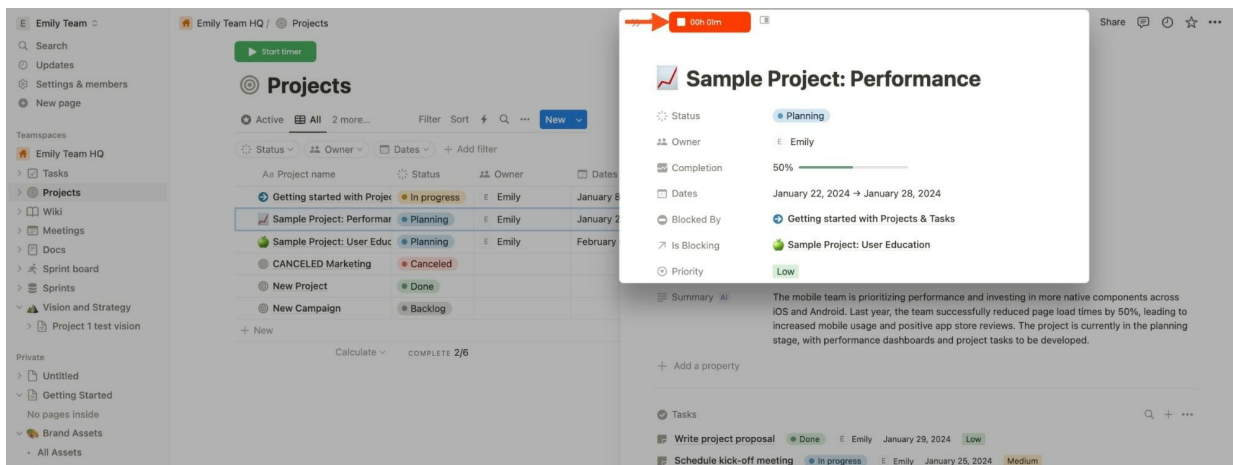 E Emily Team
Search
Updates
Settings & members
New page
Teamspaces
Emily Team HQ
Tasks
Projects
Wiki
Meetings
Docs
Sprint board
Sprints
Vision and Strategy
Project 1 test vision
Private
Untitled
Getting Started
No pages inside
Brand Assets
All Assets
Emily Team HQ / Projects
Start timer
Projects
Active All 2 more... Filter Sort New
Status Owner Dates + Add filter
Aa Project name Status Owner Dates
Getting started with Projec In progress E Emily January 8
Sample Project: Performar Planning E Emily January 2
Sample Project: User Educ Planning E Emily February
CANCELED Marketing Canceled
New Project Done
New Campaign Backlog
+ New
Calculate COMPLETE 2/6
00h 01m
Share
Sample Project: Performance
Status Planning
Owner E Emily
Completion 50%
Dates January 22, 2024 → January 28, 2024
Blocked By Getting started with Projects & Tasks
Is Blocking Sample Project: User Education
Priority Low
Summary AI The mobile team is prioritizing performance and investing in more native components across
iOS and Android. Last year, the team successfully reduced page load times by 50%, leading to
increased mobile usage and positive app store reviews. The project is currently in the planning
stage, with performance dashboards and project tasks to be developed.
+ Add a property
Tasks
Write project proposal Done E Emily January 29, 2024 Low
Schedule kick-off meeting In progress E Emily January 25, 2024 Medium